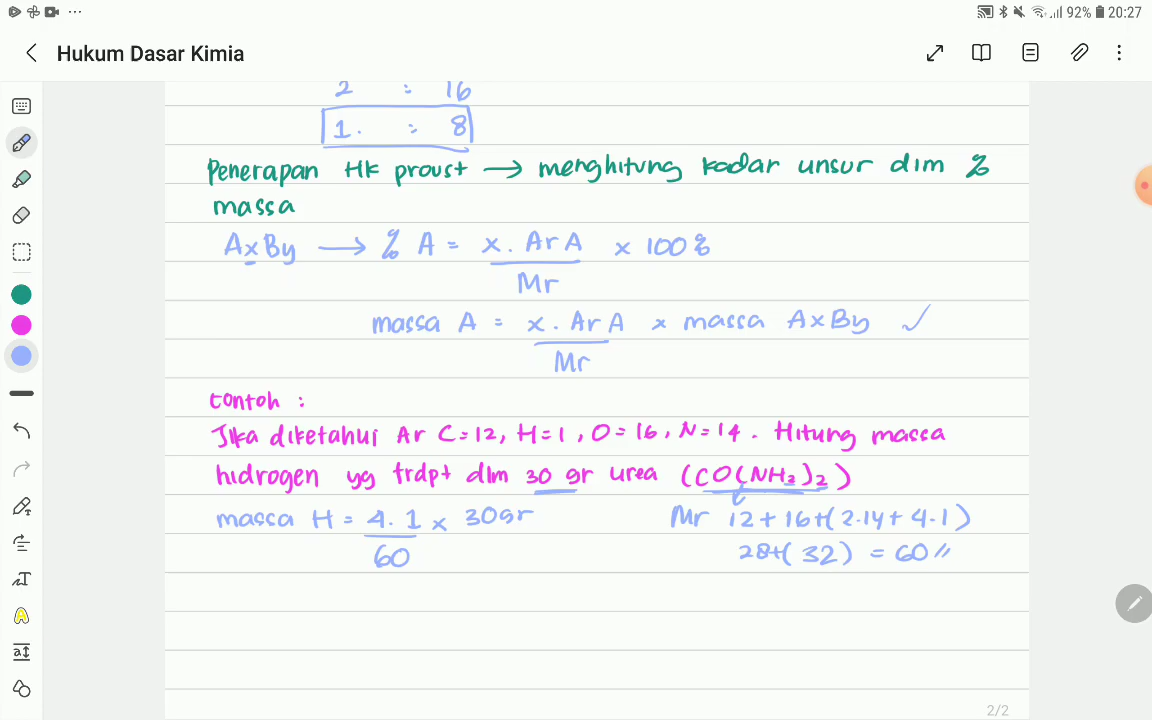 92% 20:27
Hukum Dasar Kimia
2 : 16
1. : 8
Penerapan Hk proust → menghitung kadar unsur dlm %
massa
AxBy → % A = x . Ar A / Mr x 100%
massa A = x . Ar A / Mr x massa AxBy ✓
Contoh :
Jika diketahui Ar C=12, H=1, O=16, N=14. Hitung massa
hidrogen yg trdpt dlm 30 gr urea (CO(NH₂)₂)
massa H = 4.1 / 60 x 30gr
Mr 12+16+(2.14+4.1)
28+(32) = 60 //
2/2